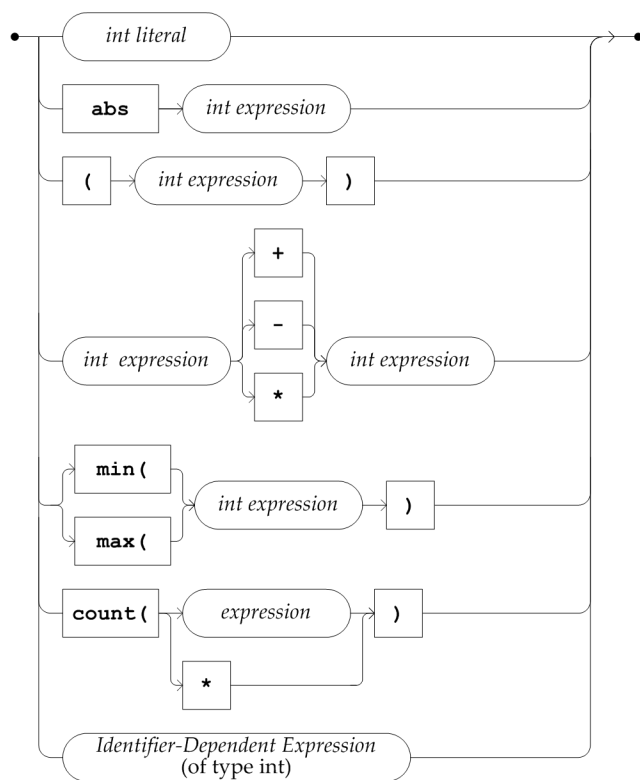 int literal
abs int expression
( int expression )
+
-
int expression int expression
*
min(
int expression )
max(
count( expression )
*
Identifier-Dependent Expression
(of type int)